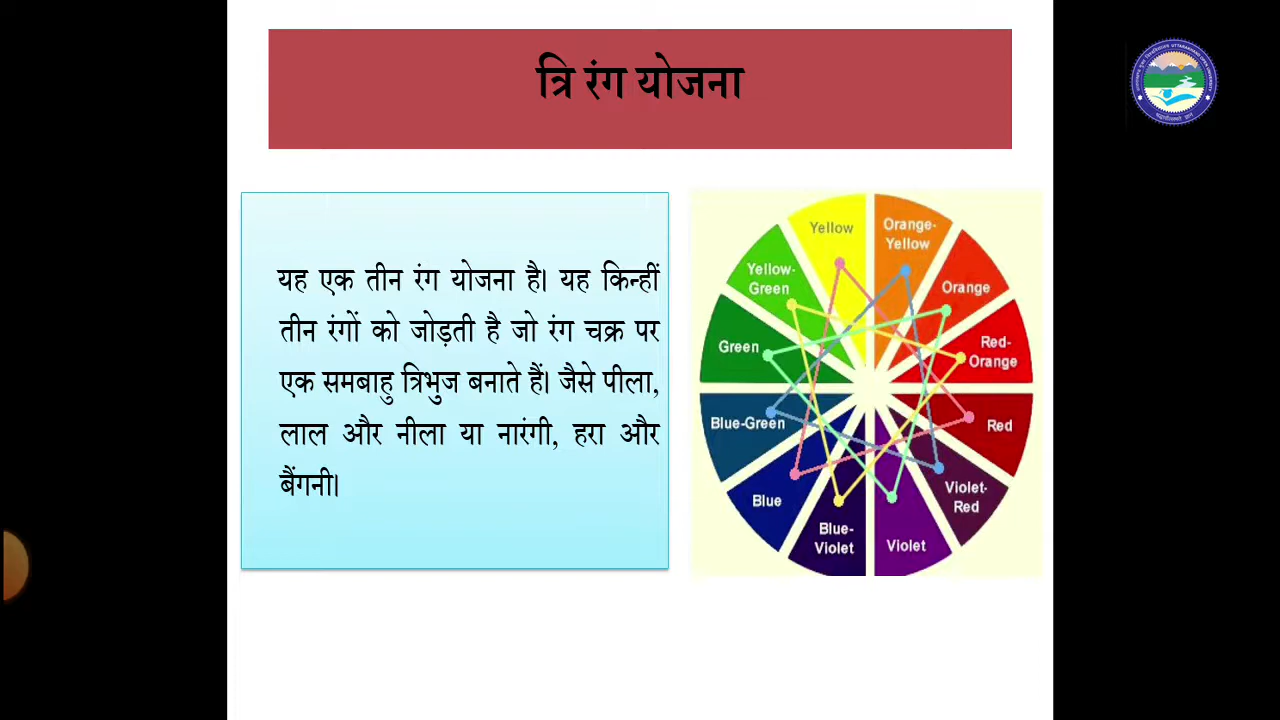 त्रि रंग योजना
यह एक तीन रंग योजना है। यह किन्हीं
तीन रंगों को जोड़ती है जो रंग चक्र पर
एक समबाहु त्रिभुज बनाते हैं। जैसे पीला,
लाल और नीला या नारंगी, हरा और
बैंगनी।
Yellow
Orange-
Yellow
Orange
Red-
Orange
Red
Violet-
Red
Violet
Blue-
Violet
Blue
Blue-Green
Green
Yellow-
Green